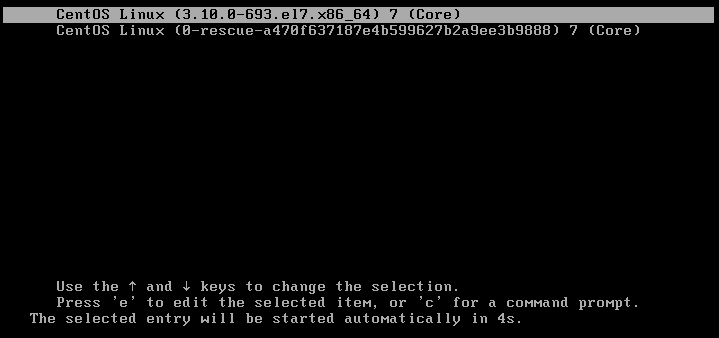 CentOS Linux (3.10.0-693.el7.x86_64) 7 (Core)
CentOS Linux (0-rescue-a470f637187e4b599627b2a9ee3b9888) 7 (Core)
Use the ↑ and ↓ keys to change the selection.
Press 'e' to edit the selected item, or 'c' for a command prompt.
The selected entry will be started automatically in 4s.